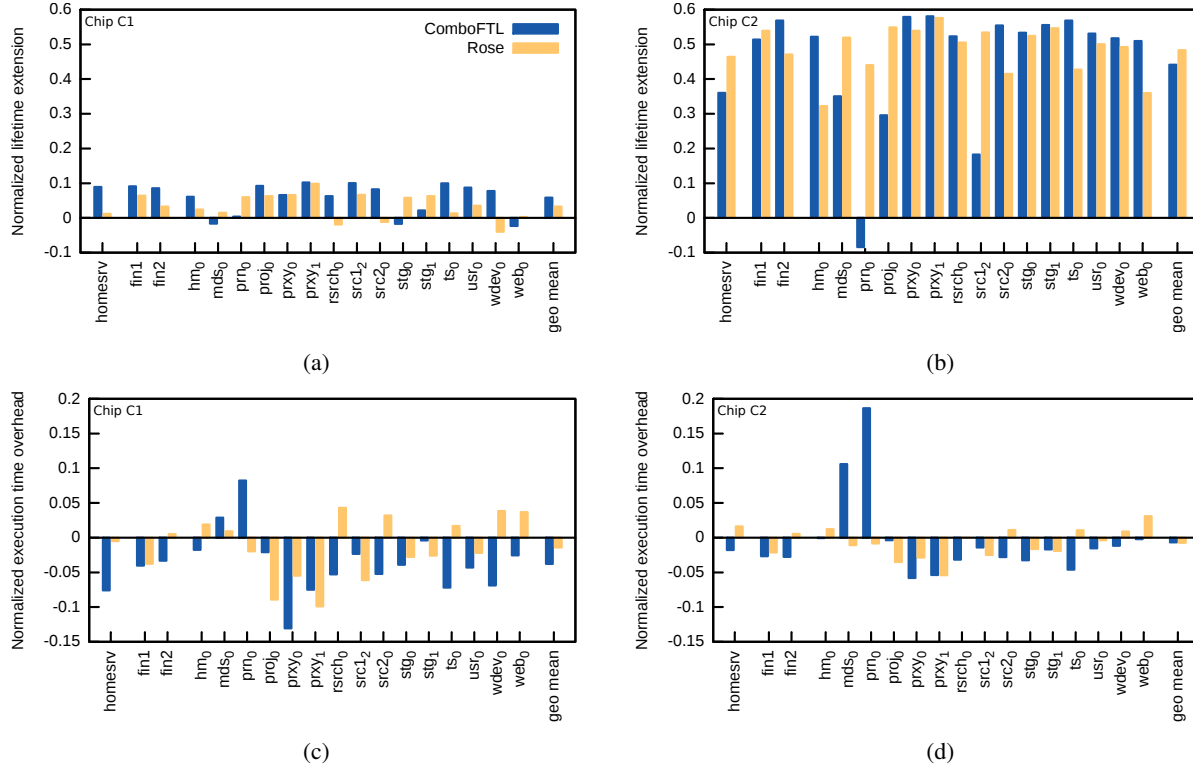 Chip C1
ComboFTL
Rose
Normalized lifetime extension
0.6
0.5
0.4
0.3
0.2
0.1
0
-0.1
homesrv
fin1
fin2
hm0
mds0
prn0
proj0
prxy0
prxy1
rsrch0
src12
src20
stg0
stg1
ts0
usr0
wdev0
web0
geo mean
(a)
Chip C2
Normalized lifetime extension
0.6
0.5
0.4
0.3
0.2
0.1
0
-0.1
homesrv
fin1
fin2
hm0
mds0
prn0
proj0
prxy0
prxy1
rsrch0
src12
src20
stg0
stg1
ts0
usr0
wdev0
web0
geo mean
(b)
Chip C1
Normalized execution time overhead
0.2
0.15
0.1
0.05
0
-0.05
-0.1
-0.15
homesrv
fin1
fin2
hm0
mds0
prn0
proj0
prxy0
prxy1
rsrch0
src12
src20
stg0
stg1
ts0
usr0
wdev0
web0
geo mean
(c)
Chip C2
Normalized execution time overhead
0.2
0.15
0.1
0.05
0
-0.05
-0.1
-0.15
homesrv
fin1
fin2
hm0
mds0
prn0
proj0
prxy0
prxy1
rsrch0
src12
src20
stg0
stg1
ts0
usr0
wdev0
web0
geo mean
(d)